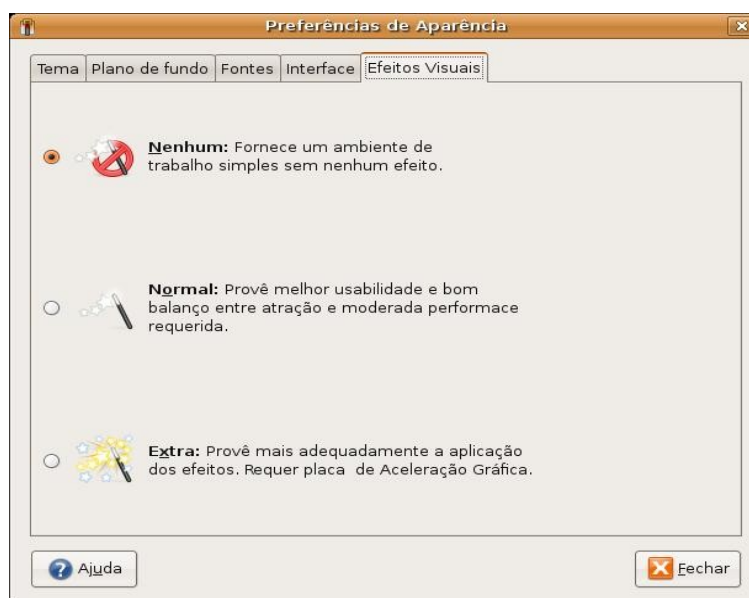 Preferências de Aparência
Tema Plano de fundo Fontes Interface Efeitos Visuais
Nenhum: Fornece um ambiente de
trabalho simples sem nenhum efeito.
Normal: Provê melhor usabilidade e bom
balanço entre atração e moderada performace
requerida.
Extra: Provê mais adequadamente a aplicação
dos efeitos. Requer placa de Aceleração Gráfica.
Ajuda Fechar